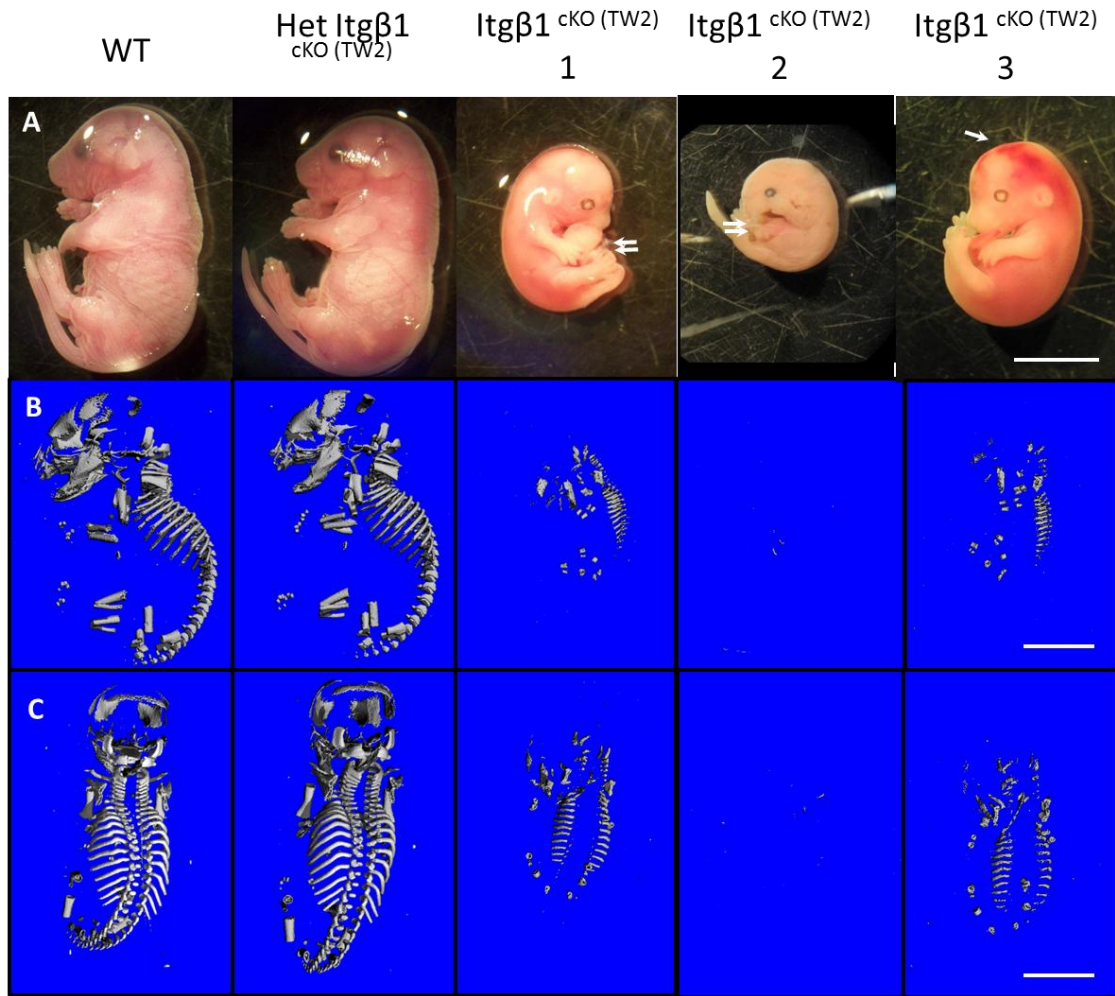 WT
Het Itgβ1
cKO (TW2)
Itgβ1 cKO (TW2)
1
Itgβ1 cKO (TW2)
2
Itgβ1 cKO (TW2)
3
A
B
C